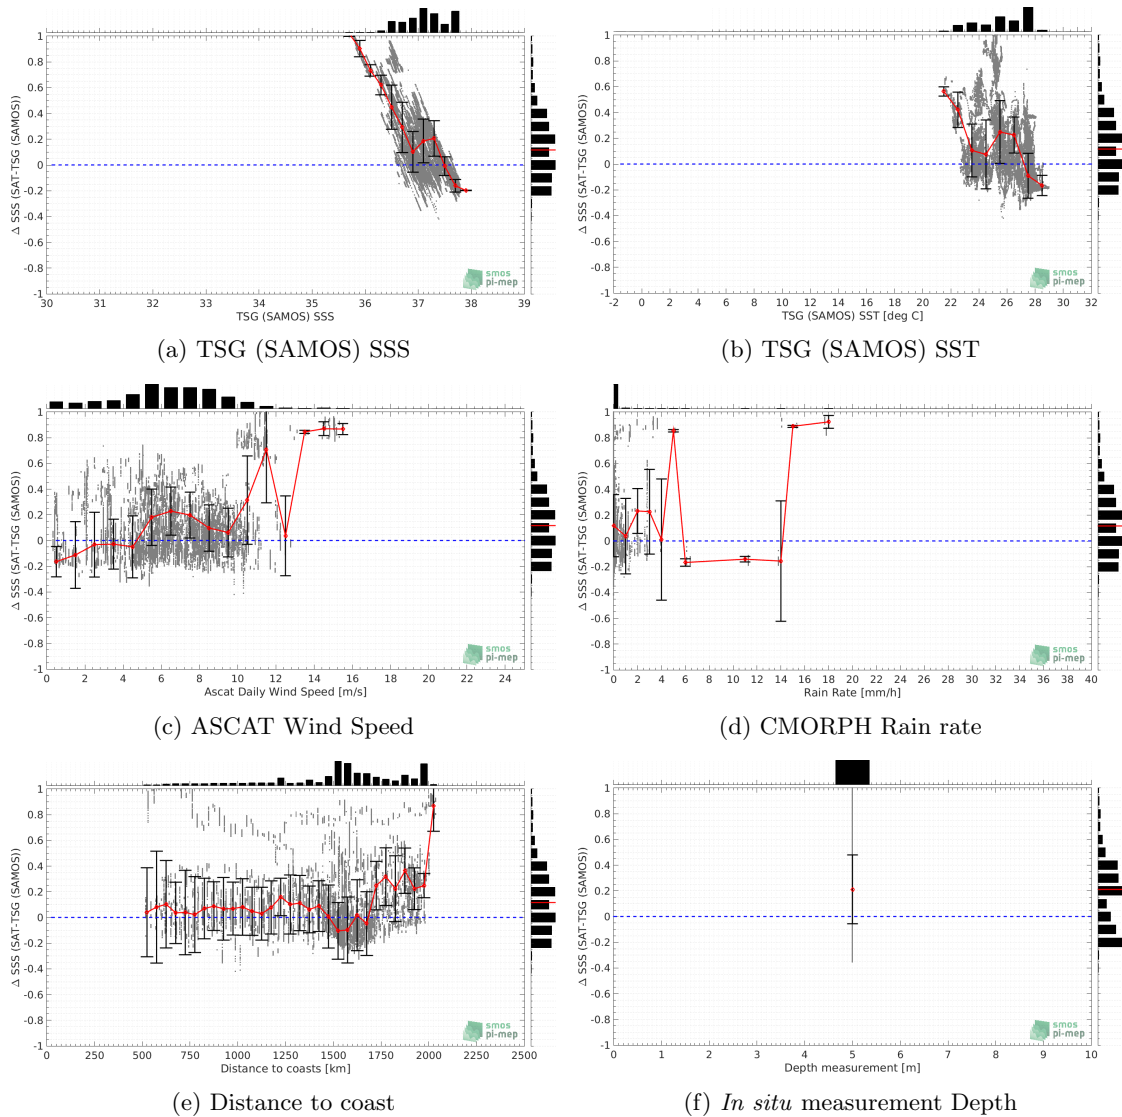 1
0.8
0.6
0.4
0.2
0
-0.2
-0.4
-0.6
-0.8
-1
Δ SSS (SAT-TSG (SAMOS))
30 31 32 33 34 35 36 37 38 39
TSG (SAMOS) SSS
smos
pi-mep
(a) TSG (SAMOS) SSS
1
0.8
0.6
0.4
0.2
0
-0.2
-0.4
-0.6
-0.8
-1
Δ SSS (SAT-TSG (SAMOS))
-2 0 2 4 6 8 10 12 14 16 18 20 22 24 26 28 30 32
TSG (SAMOS) SST [deg C]
smos
pi-mep
(b) TSG (SAMOS) SST
1
0.8
0.6
0.4
0.2
0
-0.2
-0.4
-0.6
-0.8
-1
Δ SSS (SAT-TSG (SAMOS))
0 2 4 6 8 10 12 14 16 18 20 22 24
Ascat Daily Wind Speed [m/s]
smos
pi-mep
(c) ASCAT Wind Speed
1
0.8
0.6
0.4
0.2
0
-0.2
-0.4
-0.6
-0.8
-1
Δ SSS (SAT-TSG (SAMOS))
0 2 4 6 8 10 12 14 16 18 20 22 24 26 28 30 32 34 36 38 40
Rain Rate [mm/h]
smos
pi-mep
(d) CMORPH Rain rate
1
0.8
0.6
0.4
0.2
0
-0.2
-0.4
-0.6
-0.8
-1
Δ SSS (SAT-TSG (SAMOS))
0 250 500 750 1000 1250 1500 1750 2000 2250 2500
Distance to coasts [km]
smos
pi-mep
(e) Distance to coast
1
0.8
0.6
0.4
0.2
0
-0.2
-0.4
-0.6
-0.8
-1
Δ SSS (SAT-TSG (SAMOS))
0 1 2 3 4 5 6 7 8 9 10
Depth measurement [m]
smos
pi-mep
(f) In situ measurement Depth